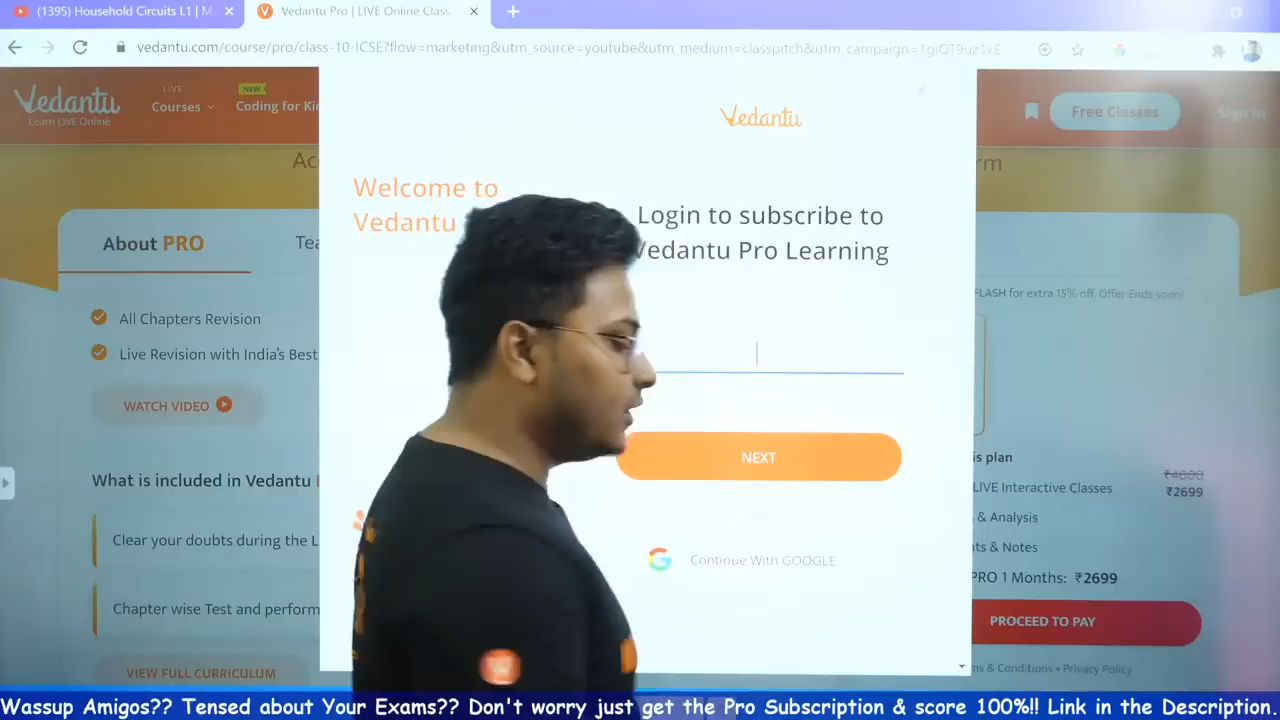 (1395) Household Circuits L1 | M
Vedantu Pro | LIVE Online Class
vedantu.com/course/pro/class-10-ICSE?flow=marketing&utm_source=youtube&utm_medium=classpitch&utm_campaign=
Vedantu
Learn LIVE Online
LIVE
Courses
NEW
Coding for Kid
Free Classes
Sign in
Ac
rm
About PRO
Tea
All Chapters Revision
Live Revision with India's Best
WATCH VIDEO
What is included in Vedantu
Clear your doubts during the L
Chapter wise Test and perform
VIEW FULL CURRICULUM
Vedantu
Welcome to
Vedantu
Login to subscribe to
Vedantu Pro Learning
NEXT
Continue With GOOGLE
FLASH for extra 15% off. Offer Ends soon!
is plan
₹4000
LIVE Interactive Classes
₹2699
& Analysis
nts & Notes
PRO 1 Months: ₹2699
PROCEED TO PAY
ms & Conditions • Privacy Policy
Wassup Amigos?? Tensed about Your Exams?? Don't worry just get the Pro Subscription & score 100%!! Link in the Description.